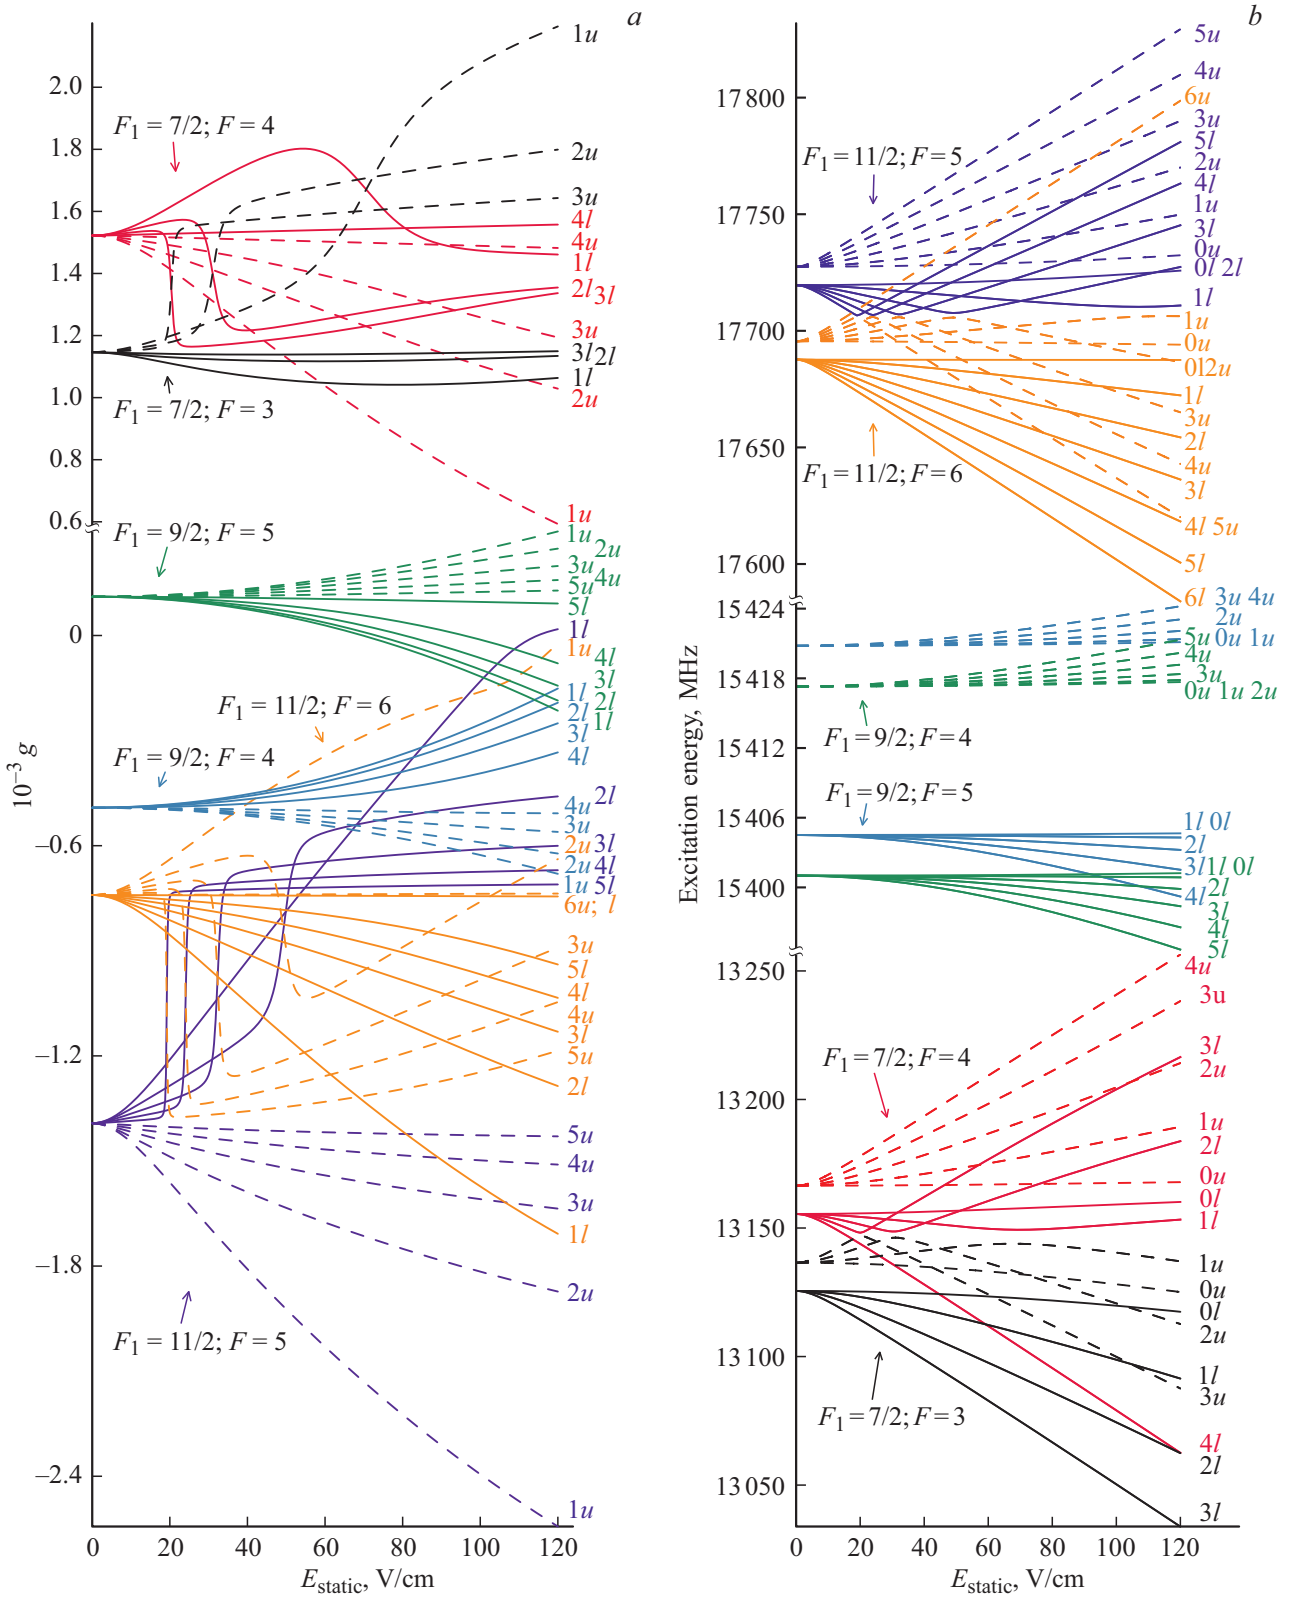 a
2.0
1.8
1.6
1.4
1.2
1.0
0.8
0.6
0
–0.6
–1.2
–1.8
–2.4
10⁻³ g
F₁ = 7/2; F = 4
F₁ = 7/2; F = 3
F₁ = 9/2; F = 5
F₁ = 11/2; F = 6
F₁ = 9/2; F = 4
F₁ = 11/2; F = 5
1u
2u
3u
4l
4u
1l
2l 3l
3u
3l 2l
1l
2u
1u
1u 2u
3u
5u 4u
5l
1l
1u
4l
3l
1l
2l
2l
1l
3l
4l
2l
4u
3u
3l
2u
2u 4l
1u 5l
6u; l
3u
5l
4l
4u
3l
5u
2l
5u
4u
3u
1l
2u
1u
0 20 40 60 80 100 120
E_static, V/cm
b
17 800
17 750
17 700
17 650
17 600
15 424
15 418
15 412
15 406
15 400
13 250
13 200
13 150
13 100
13 050
Excitation energy, MHz
F₁ = 11/2; F = 5
F₁ = 11/2; F = 6
F₁ = 9/2; F = 4
F₁ = 9/2; F = 5
F₁ = 7/2; F = 4
F₁ = 7/2; F = 3
5u
4u
6u
3u
5l
2u
4l
1u
3l
0u
0l 2l
1l
1u
0u
0l2u
1l
3u
2l
4u
3l
4l 5u
5l
6l 3u 4u
2u
5u 0u 1u
4u
3u
0u 1u 2u
1l 0l
2l
3l 1l 0l
2l
4l
3l
4l
5l
4u
3u
3l
2u
1u
2l
0u
0l
1l
1u
0u
0l
2u
1l
3u
4l
2l
3l
0 20 40 60 80 100 120
E_static, V/cm